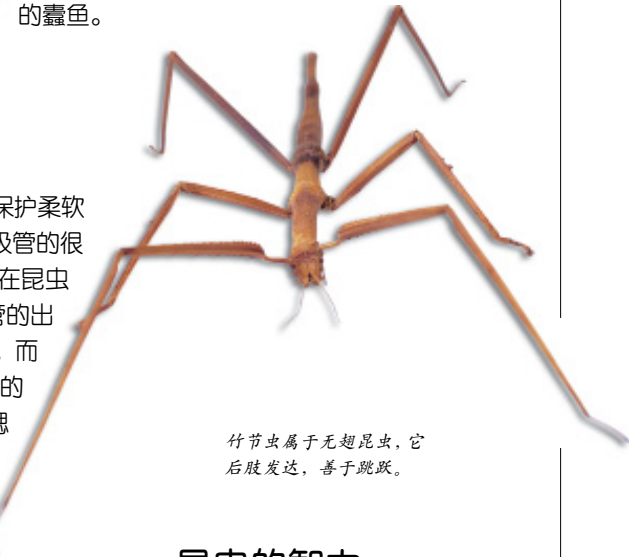 的蠹鱼。
保护柔软
及管的很
在昆虫
管的出
而
的
竹节虫属于无翅昆虫，它
后肢发达，善于跳跃。